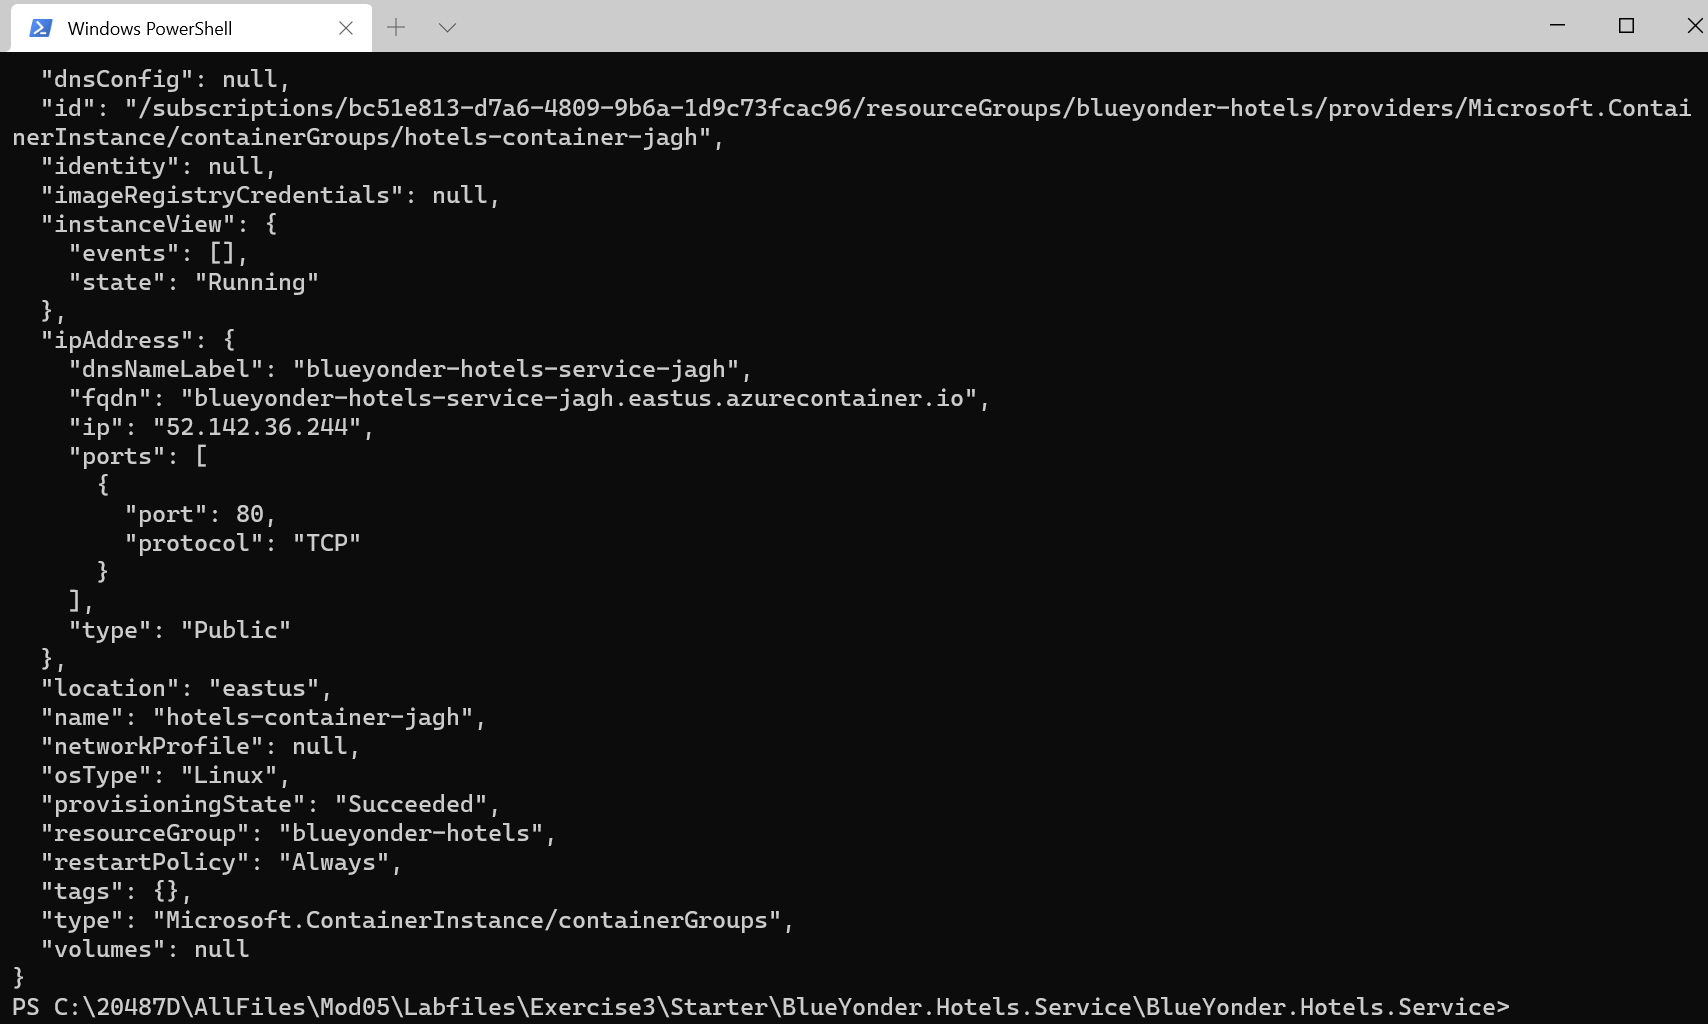 Windows PowerShell
  "dnsConfig": null,
  "id": "/subscriptions/bc51e813-d7a6-4809-9b6a-1d9c73fcac96/resourceGroups/blueyonder-hotels/providers/Microsoft.Contai
nerInstance/containerGroups/hotels-container-jagh",
  "identity": null,
  "imageRegistryCredentials": null,
  "instanceView": {
    "events": [],
    "state": "Running"
  },
  "ipAddress": {
    "dnsNameLabel": "blueyonder-hotels-service-jagh",
    "fqdn": "blueyonder-hotels-service-jagh.eastus.azurecontainer.io",
    "ip": "52.142.36.244",
    "ports": [
      {
        "port": 80,
        "protocol": "TCP"
      }
    ],
    "type": "Public"
  },
  "location": "eastus",
  "name": "hotels-container-jagh",
  "networkProfile": null,
  "osType": "Linux",
  "provisioningState": "Succeeded",
  "resourceGroup": "blueyonder-hotels",
  "restartPolicy": "Always",
  "tags": {},
  "type": "Microsoft.ContainerInstance/containerGroups",
  "volumes": null
}
PS C:\20487D\AllFiles\Mod05\Labfiles\Exercise3\Starter\BlueYonder.Hotels.Service\BlueYonder.Hotels.Service>